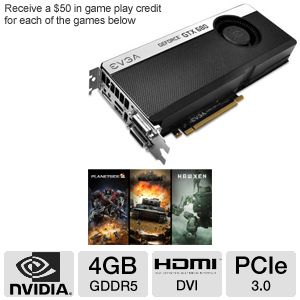 Receive a $50 in game play credit
for each of the games below
EVGA
GEFORCE GTX 680
PLANETSIDE 2
HAWKEN
NVIDIA
4GB
GDDR5
HDMI
DVI
PCIe
3.0